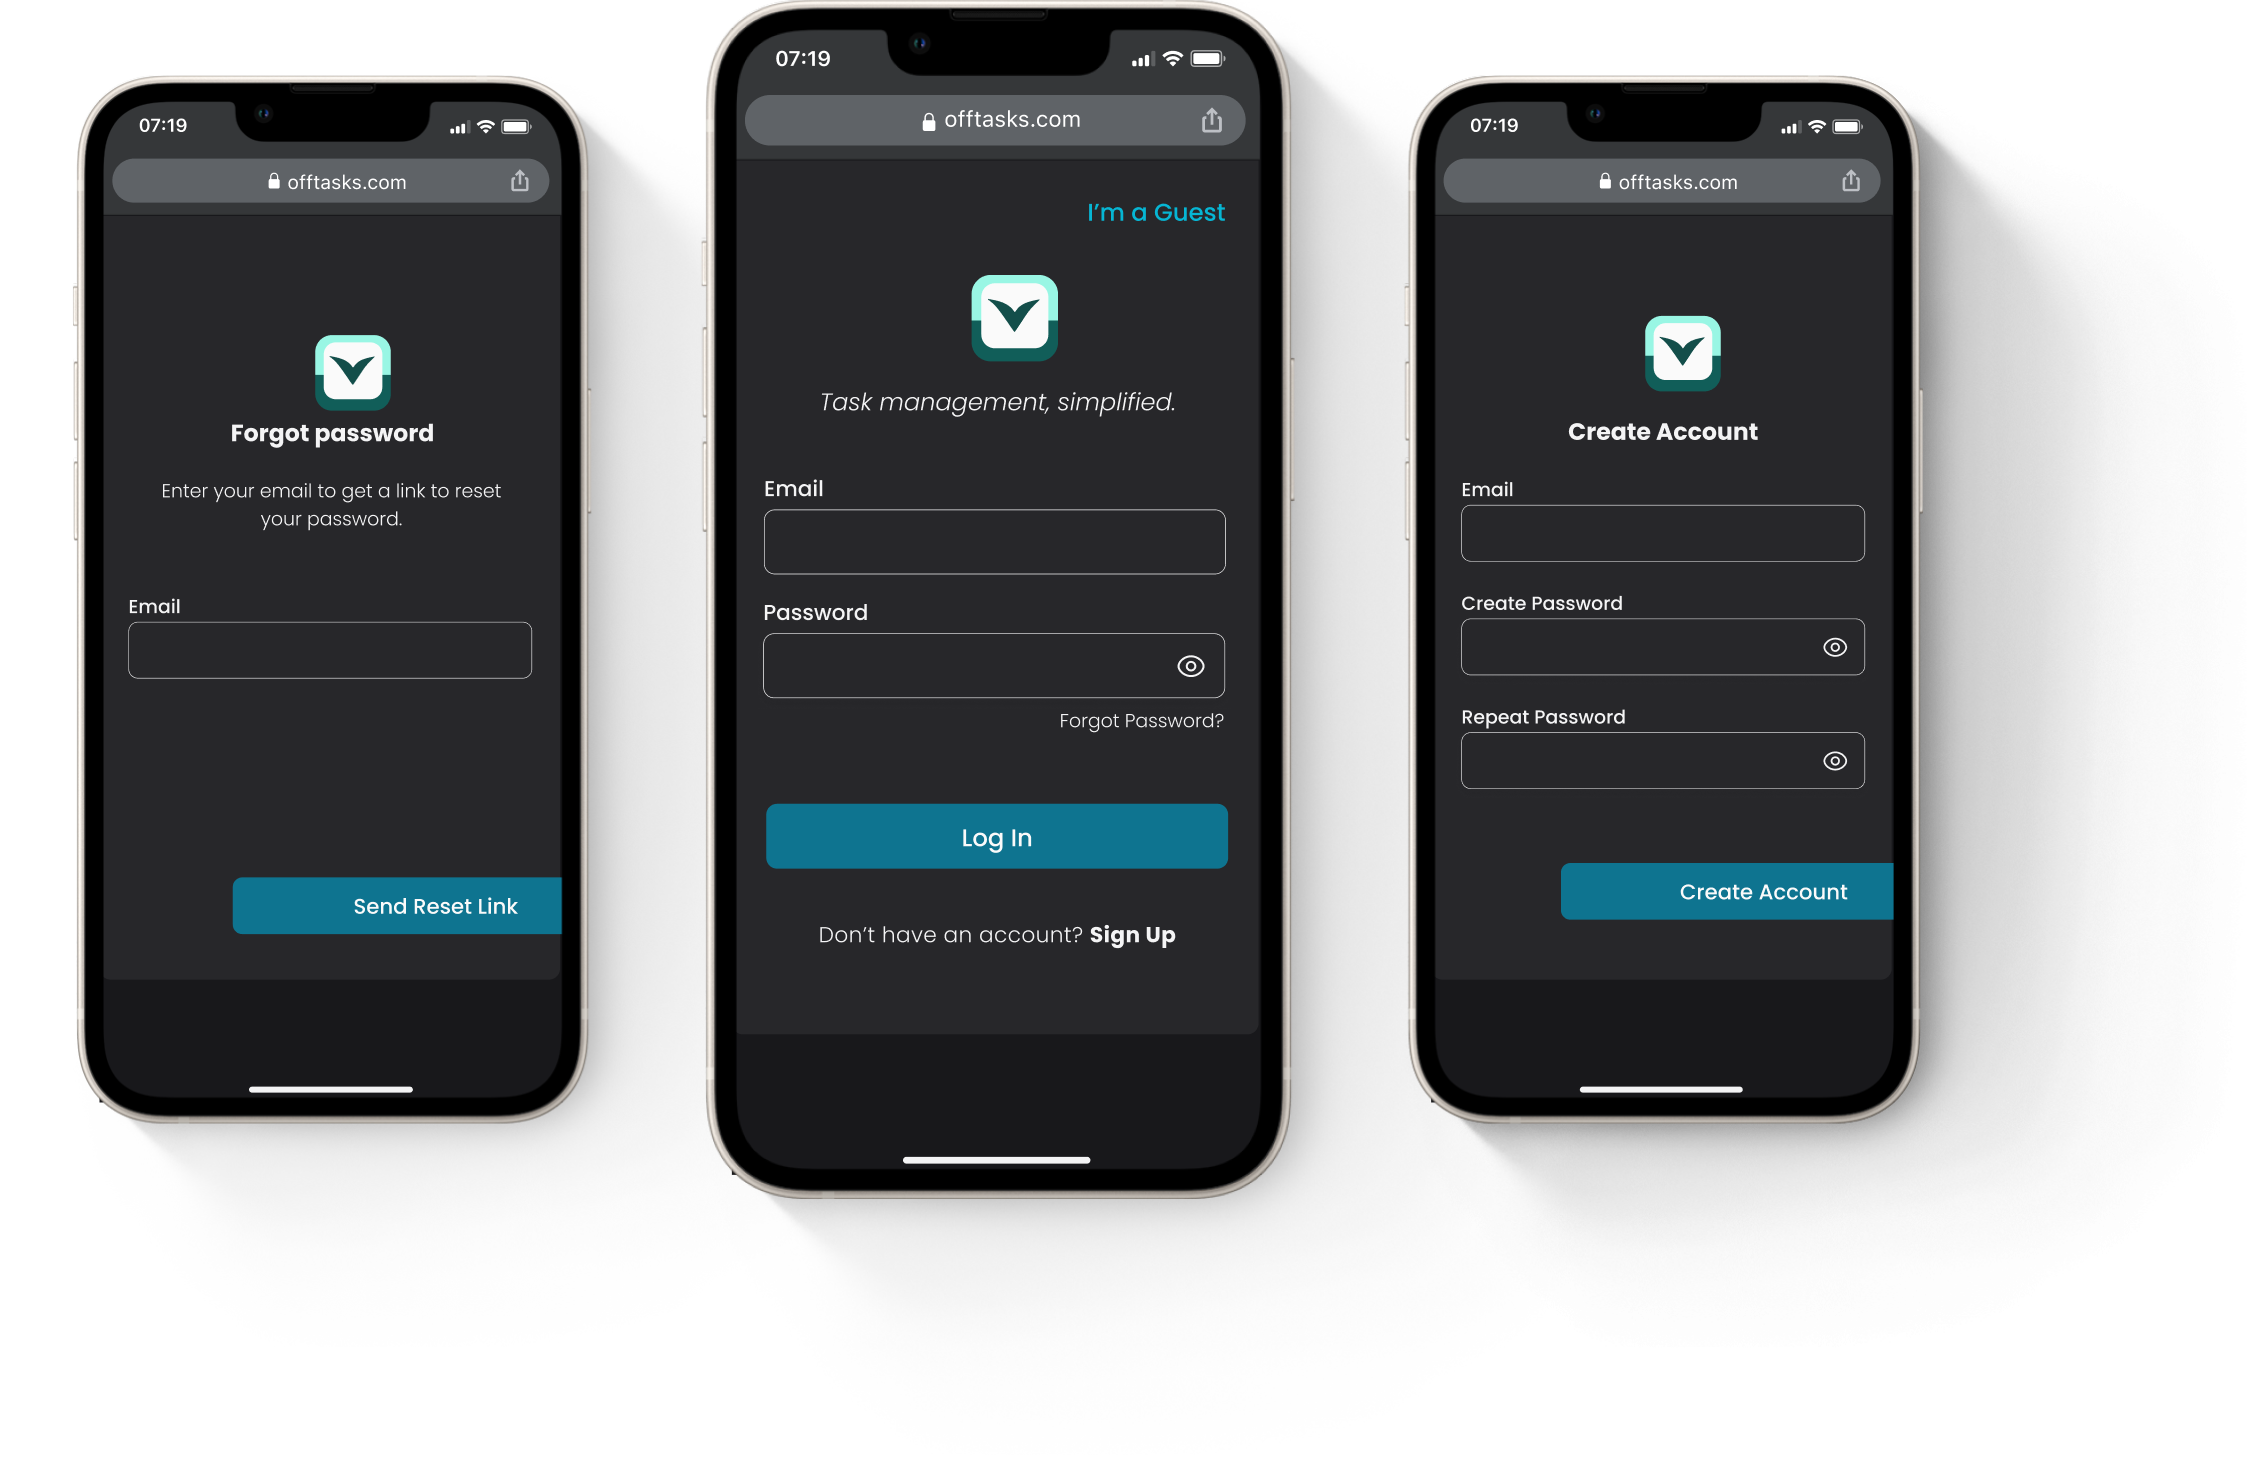 07:19
offtasks.com
Forgot password
Enter your email to get a link to reset
your password.
Email
Send Reset Link
07:19
offtasks.com
I’m a Guest
Task management, simplified.
Email
Password
Forgot Password?
Log In
Don’t have an account? Sign Up
07:19
offtasks.com
Create Account
Email
Create Password
Repeat Password
Create Account